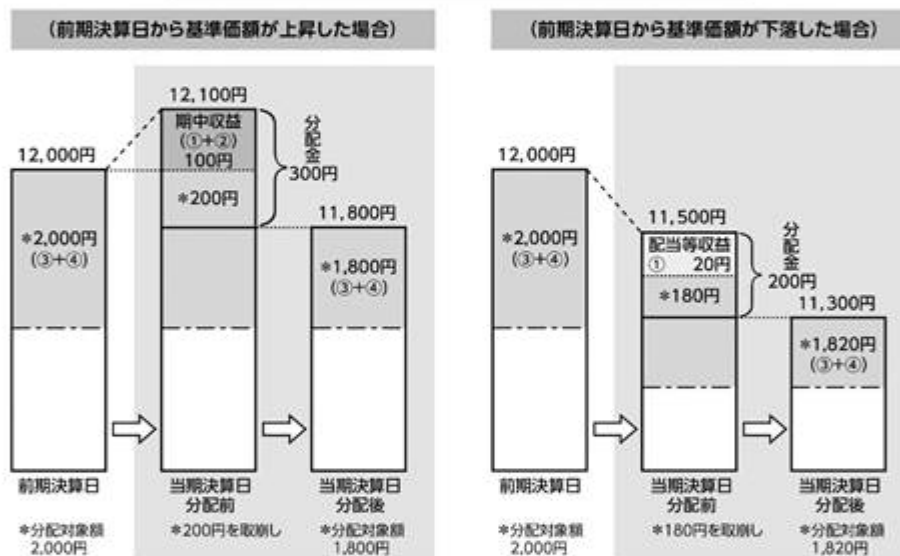 (前期決算日から基準価額が上昇した場合)
12,100円
期中収益
(①+②)
100円
分配金
300円
12,000円
*200円
11,800円
*2,000円
(③+④)
*1,800円
(③+④)
前期決算日
当期決算日
分配前
当期決算日
分配後
*分配対象額
2,000円
*200円を取崩し
*分配対象額
1,800円
(前期決算日から基準価額が下落した場合)
12,000円
11,500円
配当等収益
① 20円
分配金
200円
*2,000円
(③+④)
*180円
11,300円
*1,820円
(③+④)
前期決算日
当期決算日
分配前
当期決算日
分配後
*分配対象額
2,000円
*180円を取崩し
*分配対象額
1,820円